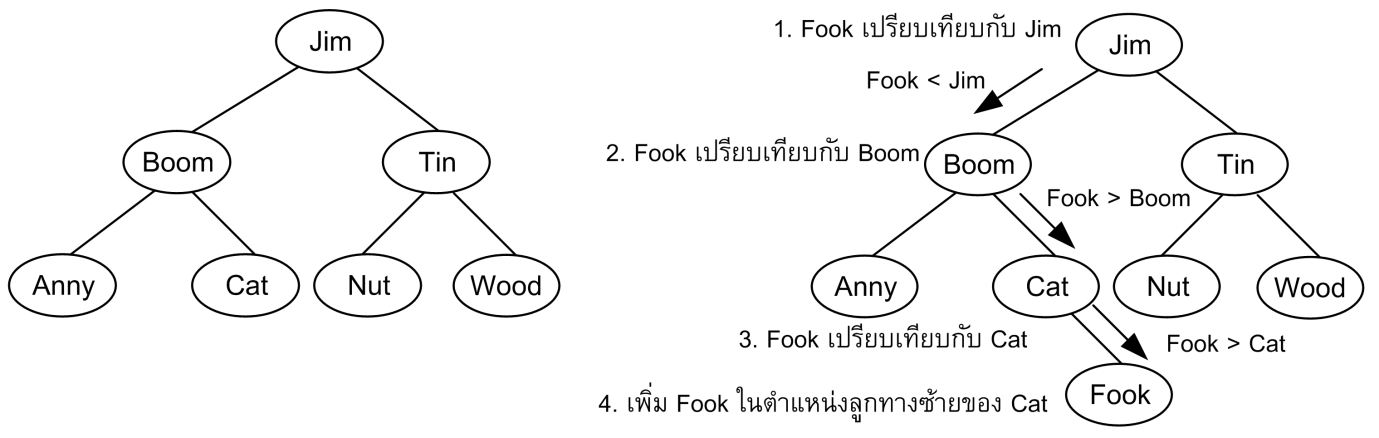 Jim
Boom
Tin
Anny
Cat
Nut
Wood
1. Fook เปรียบเทียบกับ Jim
Jim
Fook < Jim
2. Fook เปรียบเทียบกับ Boom
Boom
Tin
Fook > Boom
Anny
Cat
Nut
Wood
3. Fook เปรียบเทียบกับ Cat
Fook > Cat
4. เพิ่ม Fook ในตำแหน่งลูกทางซ้ายของ Cat
Fook